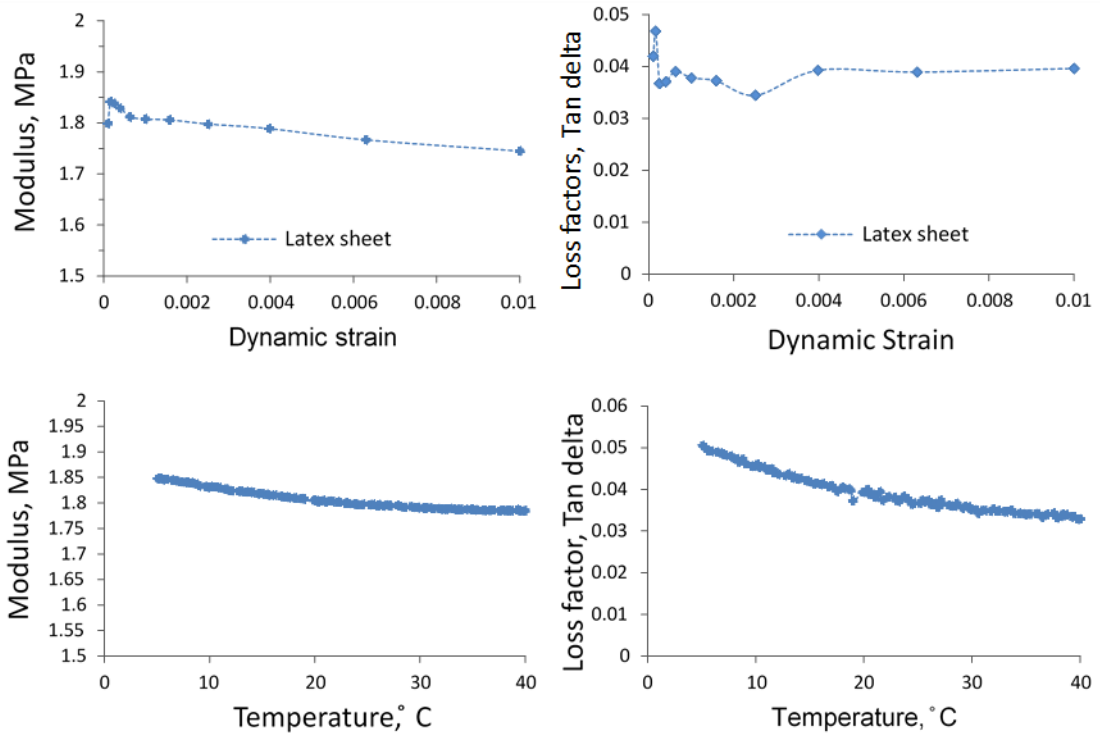 Modulus, MPa
2
1.9
1.8
1.7
1.6
1.5
Latex sheet
0 0.002 0.004 0.006 0.008 0.01
Dynamic strain
Loss factors, Tan delta
0.05
0.04
0.03
0.02
0.01
0
Latex sheet
0 0.002 0.004 0.006 0.008 0.01
Dynamic Strain
Modulus, MPa
2
1.95
1.9
1.85
1.8
1.75
1.7
1.65
1.6
1.55
1.5
0 10 20 30 40
Temperature,° C
Loss factor, Tan delta
0.06
0.05
0.04
0.03
0.02
0.01
0
0 10 20 30 40
Temperature, °C